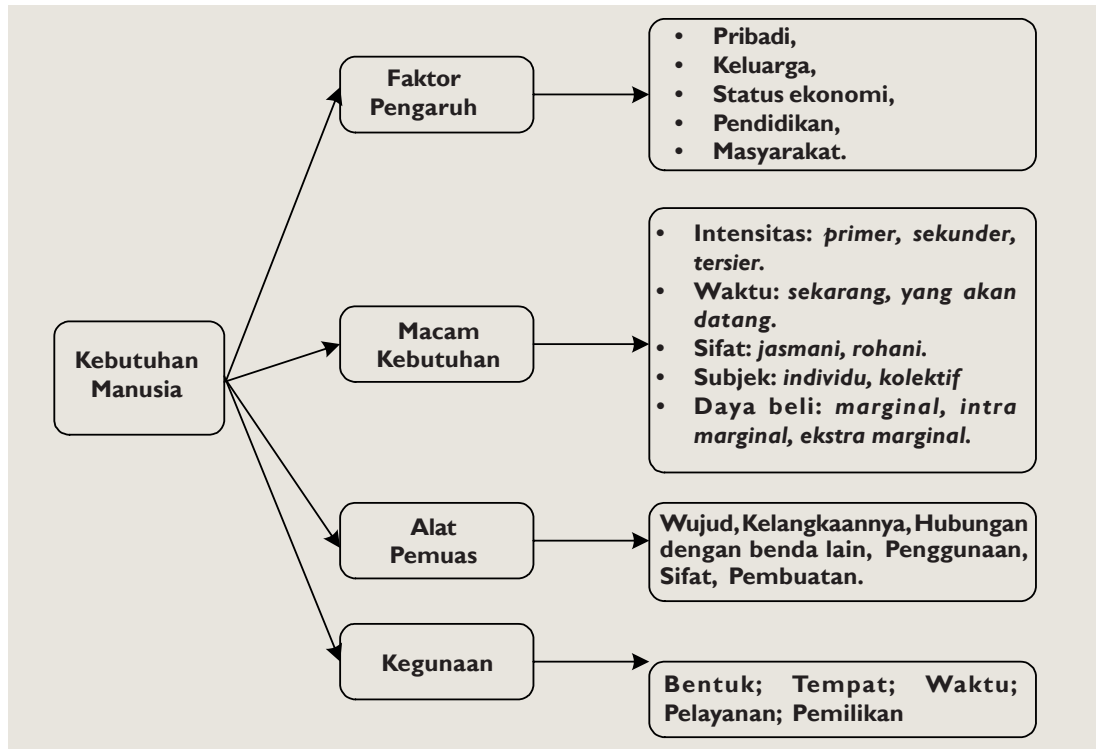 Kebutuhan
Manusia
Faktor
Pengaruh
• Pribadi,
• Keluarga,
• Status ekonomi,
• Pendidikan,
• Masyarakat.
Macam
Kebutuhan
• Intensitas: primer, sekunder,
tersier.
• Waktu: sekarang, yang akan
datang.
• Sifat: jasmani, rohani.
• Subjek: individu, kolektif
• Daya beli: marginal, intra
marginal, ekstra marginal.
Alat
Pemuas
Wujud, Kelangkaannya, Hubungan
dengan benda lain, Penggunaan,
Sifat, Pembuatan.
Kegunaan
Bentuk; Tempat; Waktu;
Pelayanan; Pemilikan